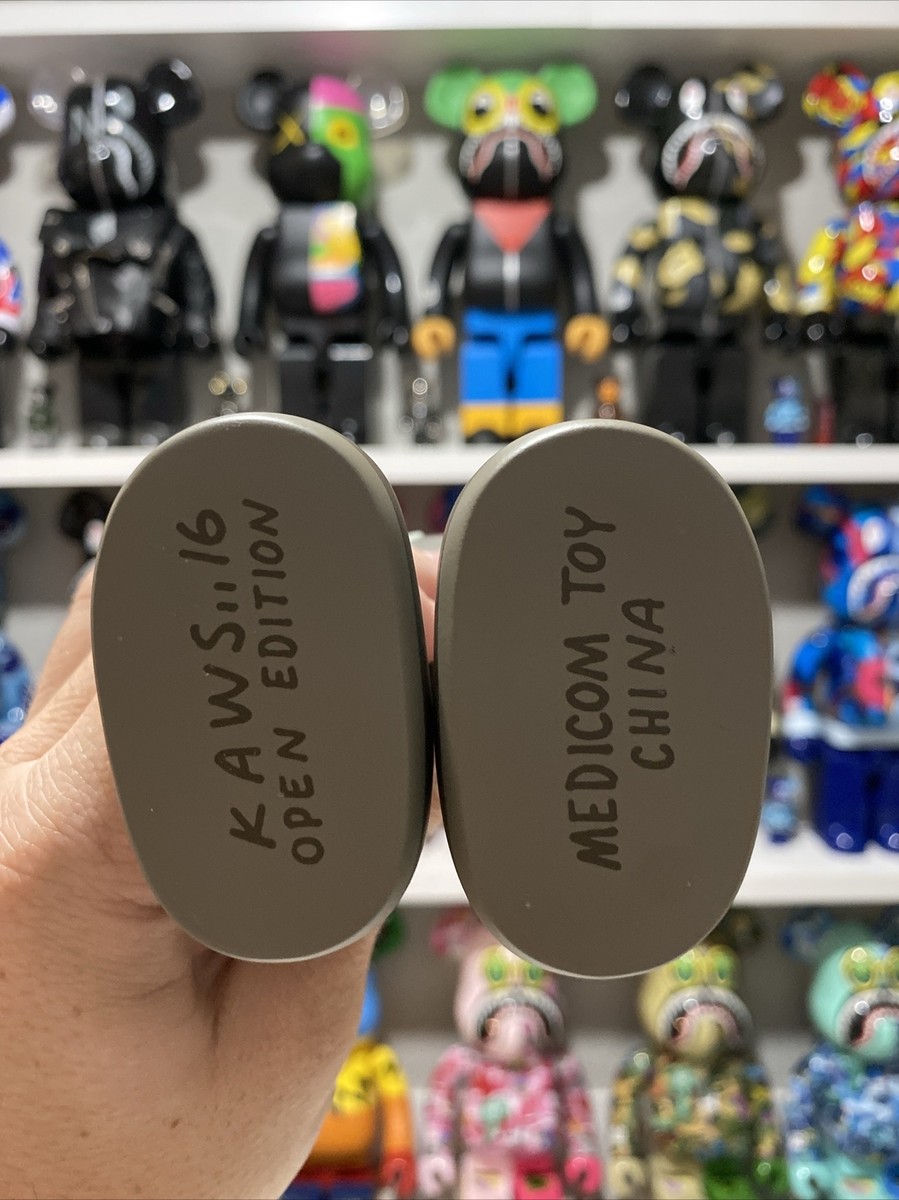 KAWS..16
OPEN EDITION
MEDICOM TOY
CHINA